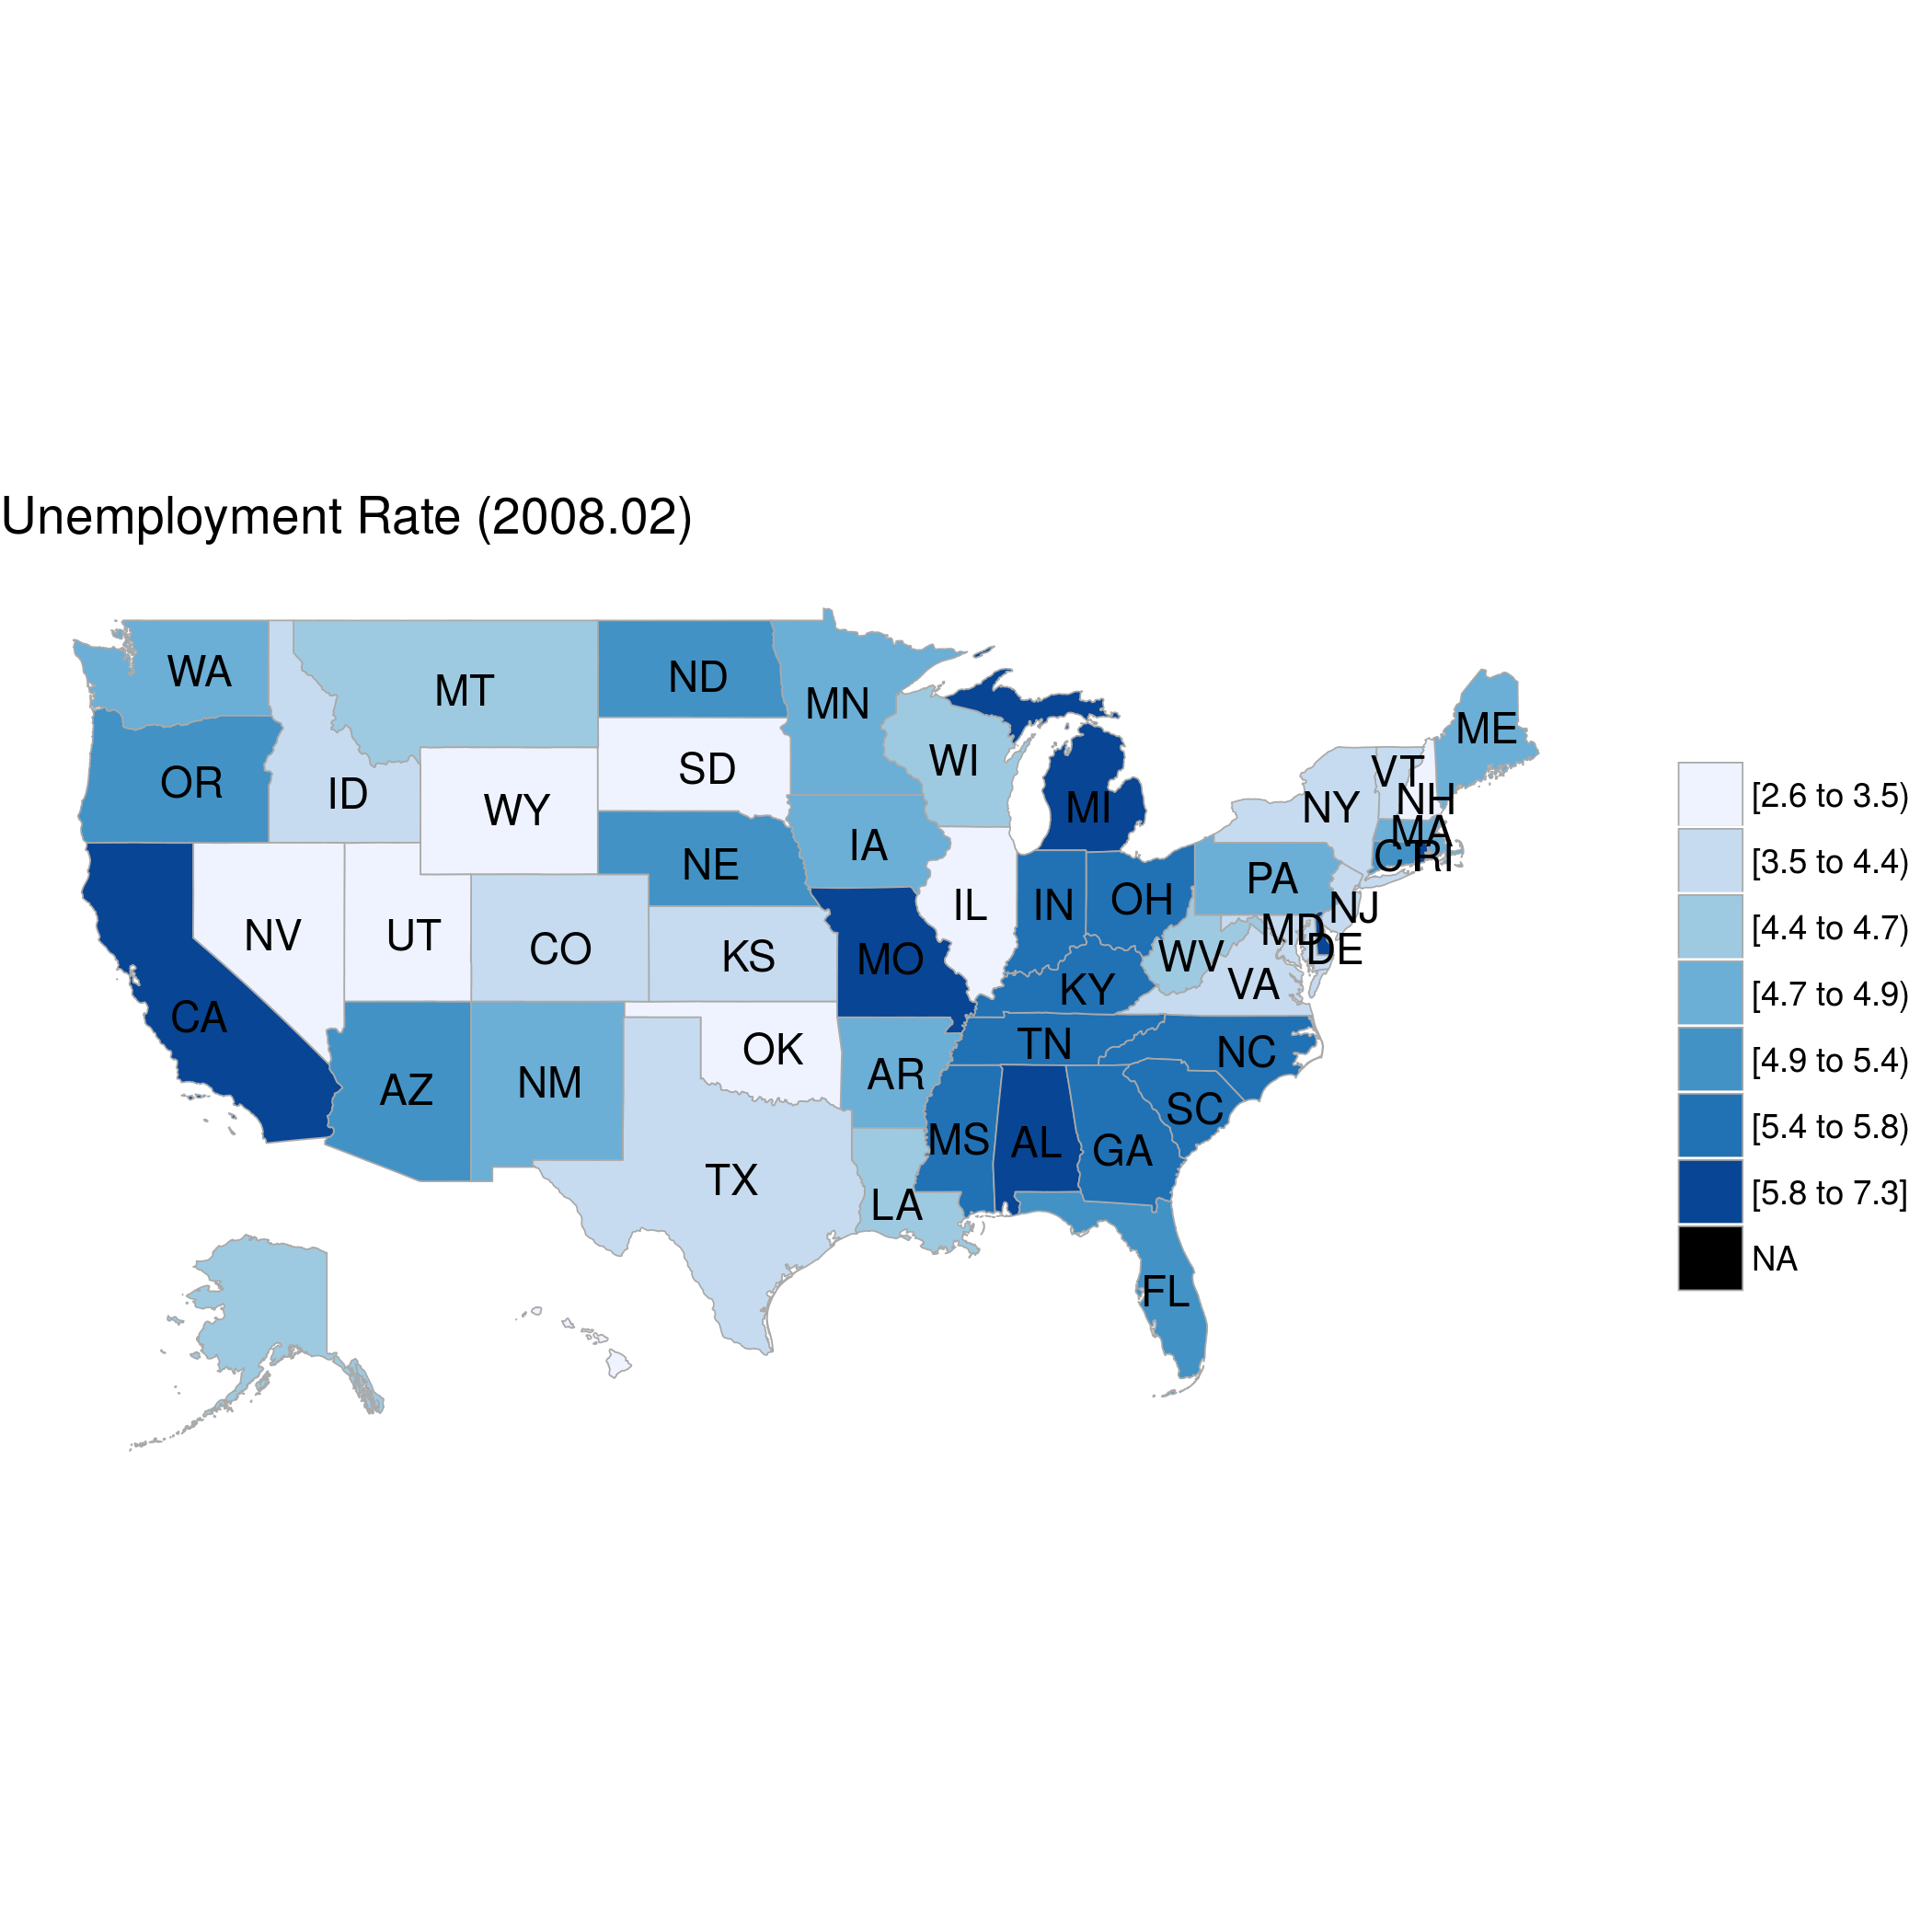 Unemployment Rate (2008.02)
WA
MT
ND
MN
ME
OR
ID
WY
SD
WI
MI
NY
VT
NH
MA
CT
RI
NV
UT
CO
NE
IA
IL
IN
OH
PA
NJ
MD
DE
CA
KS
MO
KY
WV
VA
AZ
NM
OK
AR
TN
NC
TX
LA
MS
AL
GA
SC
FL
[2.6 to 3.5)
[3.5 to 4.4)
[4.4 to 4.7)
[4.7 to 4.9)
[4.9 to 5.4)
[5.4 to 5.8)
[5.8 to 7.3]
NA